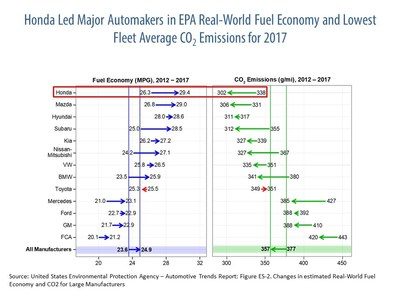 Honda Led Major Automakers in EPA Real-World Fuel Economy and Lowest
Fleet Average CO2 Emissions for 2017
Fuel Economy (MPG), 2012 – 2017
CO2 Emissions (g/mi), 2012 – 2017
Honda 26.3 29.4 302 338
Mazda 26.8 29.0 306 331
Hyundai 28.0 28.6 311 317
Subaru 25.0 28.5 312 355
Kia 26.2 27.2 327 339
Nissan-
Mitsubishi 24.2 27.1 327 367
VW 25.8 26.5 335 351
BMW 23.5 25.9 341 380
Toyota 25.3 25.5 349 351
Mercedes 21.0 23.1 385 427
Ford 22.7 22.9 388 392
GM 21.7 22.9 388 410
FCA 20.1 21.2 420 443
All Manufacturers 23.6 24.9 357 377
16 20 24 28 32 300 350 400 450
Source: United States Environmental Protection Agency – Automotive Trends Report: Figure ES-2. Changes in estimated Real-World Fuel
Economy and CO2 for Large Manufacturers